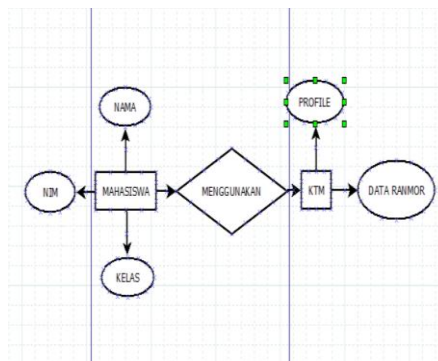 NAMA
PROFILE
NIM
MAHASISWA
MENGGUNAKAN
KTM
DATA RANMOR
KELAS